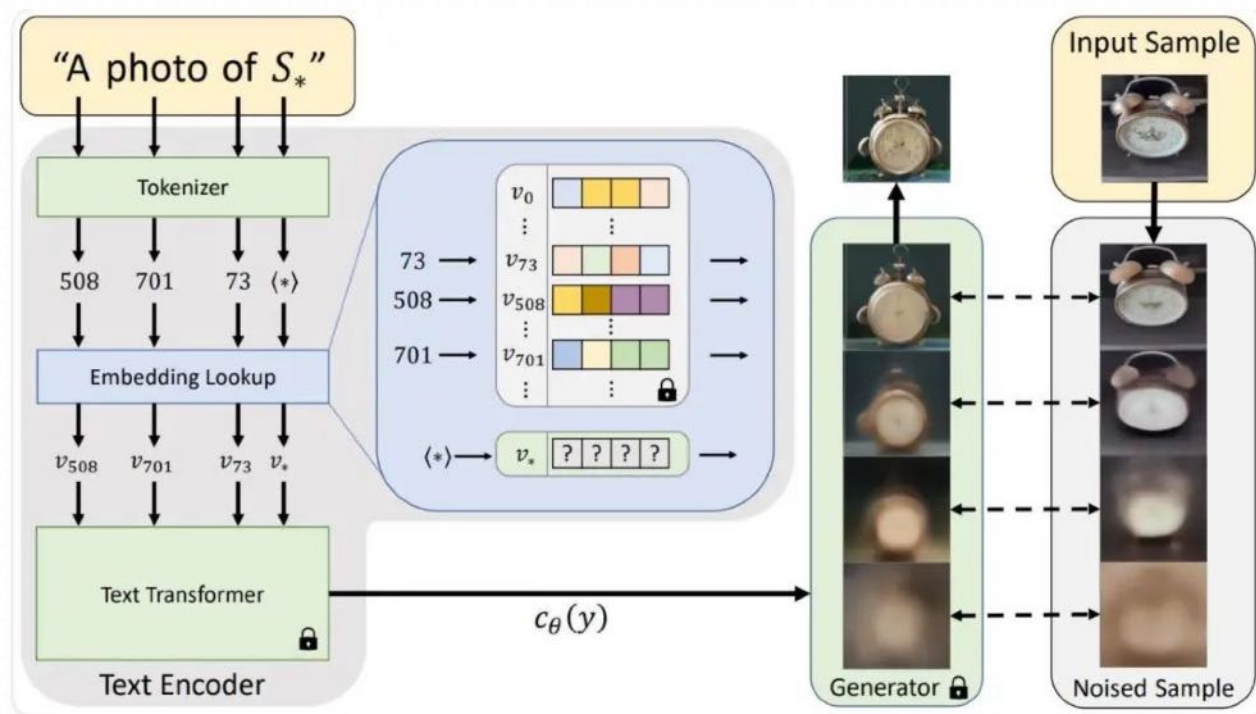 “A photo of S*”
Tokenizer
508 701 73 ⟨*⟩
Embedding Lookup
v508 v701 v73 v*
Text Transformer
Text Encoder
v0
⋮ ⋮
73 v73
508 v508
⋮ ⋮
701 v701
⋮ ⋮
⟨*⟩ v* ? ? ? ?
cθ(y)
Generator
Input Sample
Noised Sample